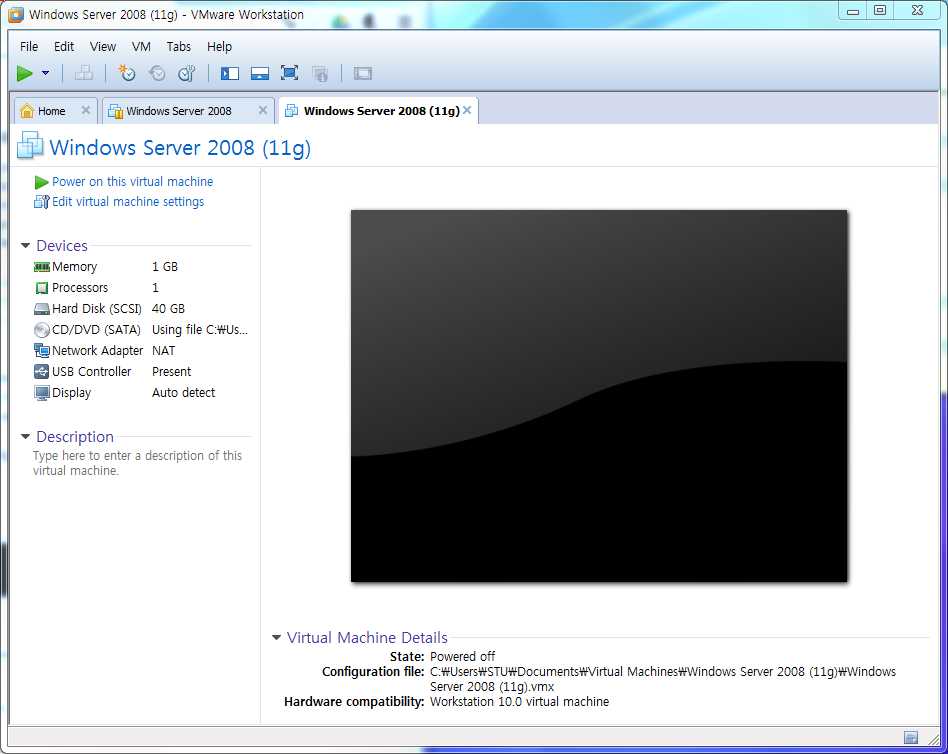 Windows Server 2008 (11g) - VMware Workstation
File Edit View VM Tabs Help
Home Windows Server 2008 Windows Server 2008 (11g)
Windows Server 2008 (11g)
Power on this virtual machine
Edit virtual machine settings
Devices
Memory 1 GB
Processors 1
Hard Disk (SCSI) 40 GB
CD/DVD (SATA) Using file C:₩Us...
Network Adapter NAT
USB Controller Present
Display Auto detect
Description
Type here to enter a description of this
virtual machine.
Virtual Machine Details
State: Powered off
Configuration file: C:₩Users₩STU₩Documents₩Virtual Machines₩Windows Server 2008 (11g)₩Windows
Server 2008 (11g).vmx
Hardware compatibility: Workstation 10.0 virtual machine